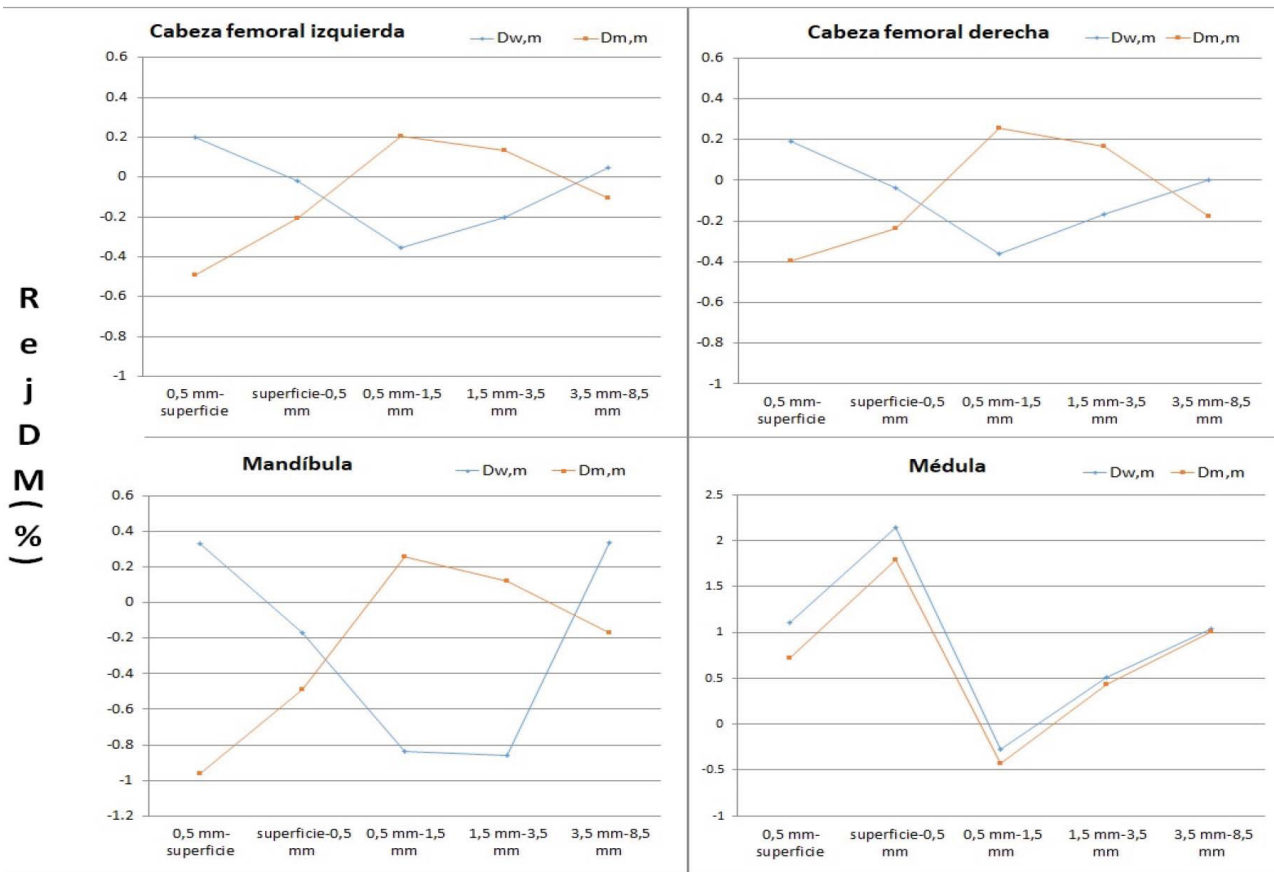 R
e
j
D
M
(
%
)
Cabeza femoral izquierda
Dw,m Dm,m
0.6
0.4
0.2
0
-0.2
-0.4
-0.6
-0.8
-1
0,5 mm-
superficie
superficie-0,5
mm
0,5 mm-1,5
mm
1,5 mm-3,5
mm
3,5 mm-8,5
mm
Cabeza femoral derecha
Dw,m Dm,m
0.6
0.4
0.2
0
-0.2
-0.4
-0.6
-0.8
-1
0,5 mm-
superficie
superficie-0,5
mm
0,5 mm-1,5
mm
1,5 mm-3,5
mm
3,5 mm-8,5
mm
Mandíbula
Dw,m Dm,m
0.6
0.4
0.2
0
-0.2
-0.4
-0.6
-0.8
-1
-1.2
0,5 mm-
superficie
superficie-0,5
mm
0,5 mm-1,5
mm
1,5 mm-3,5
mm
3,5 mm-8,5
mm
Médula
Dw,m Dm,m
2.5
2
1.5
1
0.5
0
-0.5
-1
0,5 mm-
superficie
superficie-0,5
mm
0,5 mm-1,5
mm
1,5 mm-3,5
mm
3,5 mm-8,5
mm